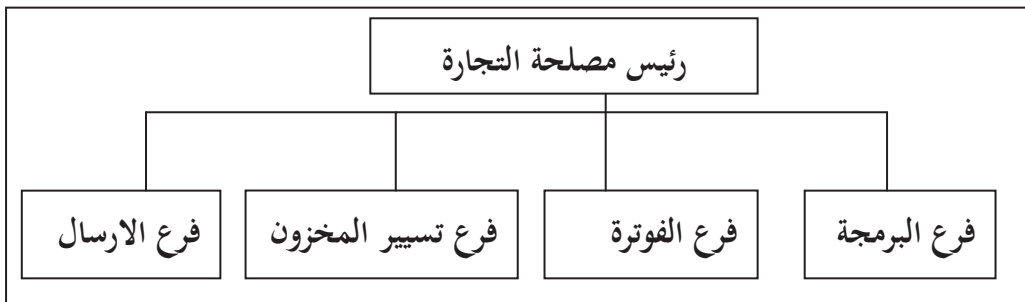 رئيس مصلحة التجارة
فرع البرمجة
فرع الفوترة
فرع تسيير المخزون
فرع الارسال